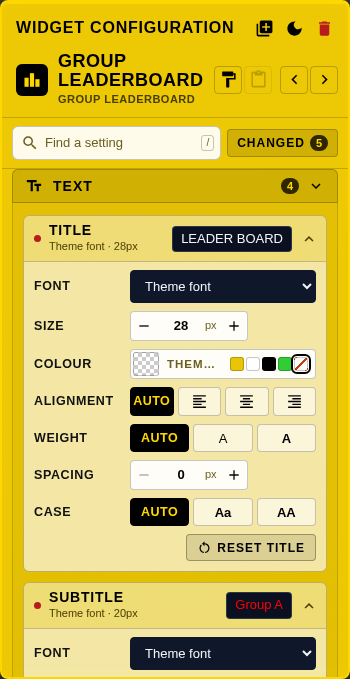 WIDGET CONFIGURATION
GROUP
LEADERBOARD
GROUP LEADERBOARD
Find a setting
/
CHANGED 5
TEXT
4
TITLE
Theme font · 28px
LEADER BOARD
FONT
Theme font
SIZE
− 28 px +
COLOUR
THEM...
ALIGNMENT
AUTO
WEIGHT
AUTO
A
A
SPACING
− 0 px +
CASE
AUTO
Aa
AA
RESET TITLE
SUBTITLE
Theme font · 20px
Group A
FONT
Theme font